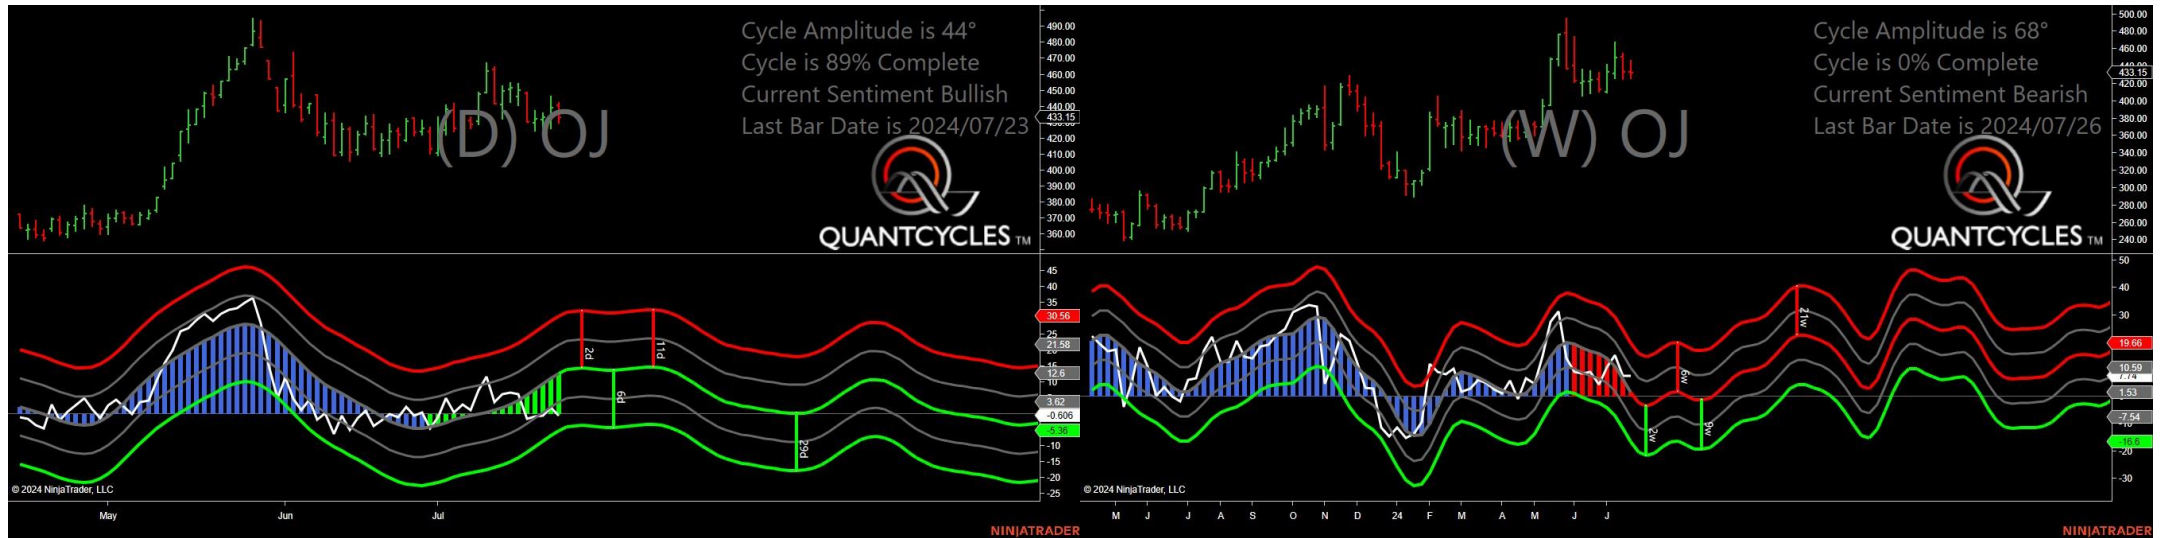 Cycle Amplitude is 44°
Cycle is 89% Complete
Current Sentiment Bullish
Last Bar Date is 2024/07/23
(D) OJ
QUANTCYCLES TM
490.00
480.00
470.00
460.00
450.00
440.00
433.15
420.00
410.00
400.00
390.00
380.00
370.00
360.00
45
40
35
30.56
25
21.58
12.6
10
3.62
-0.606
-5.36
-10
-15
-20
-25
2d
11d
6d
29d
© 2024 NinjaTrader, LLC
May Jun Jul
NINJATRADER
Cycle Amplitude is 68°
Cycle is 0% Complete
Current Sentiment Bearish
Last Bar Date is 2024/07/26
(W) OJ
QUANTCYCLES TM
500.00
480.00
460.00
433.15
420.00
400.00
380.00
360.00
340.00
320.00
300.00
280.00
260.00
240.00
50
40
30
19.66
10.59
7.74
1.53
-7.54
-16.6
-20
-30
21w
6w
2w
9w
© 2024 NinjaTrader, LLC
M J J A S O N D 24 F M A M J J
NINJATRADER